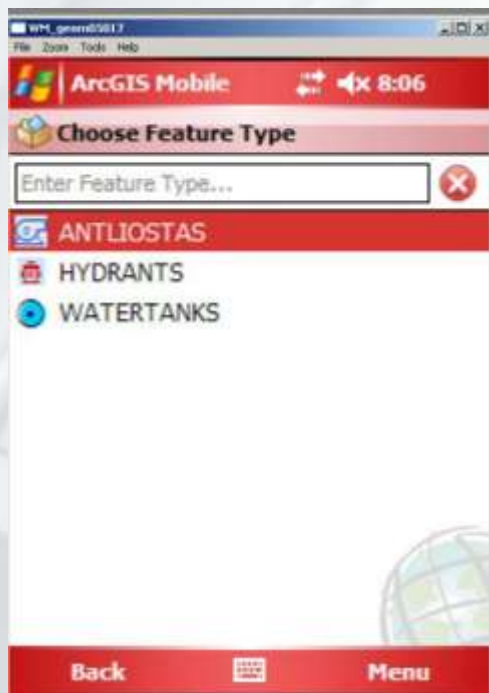 WM_geom05017
File Zoom Tools Help
ArcGIS Mobile 8:06
Choose Feature Type
Enter Feature Type...
ANTLIOSTAS
HYDRANTS
WATERTANKS
Back Menu